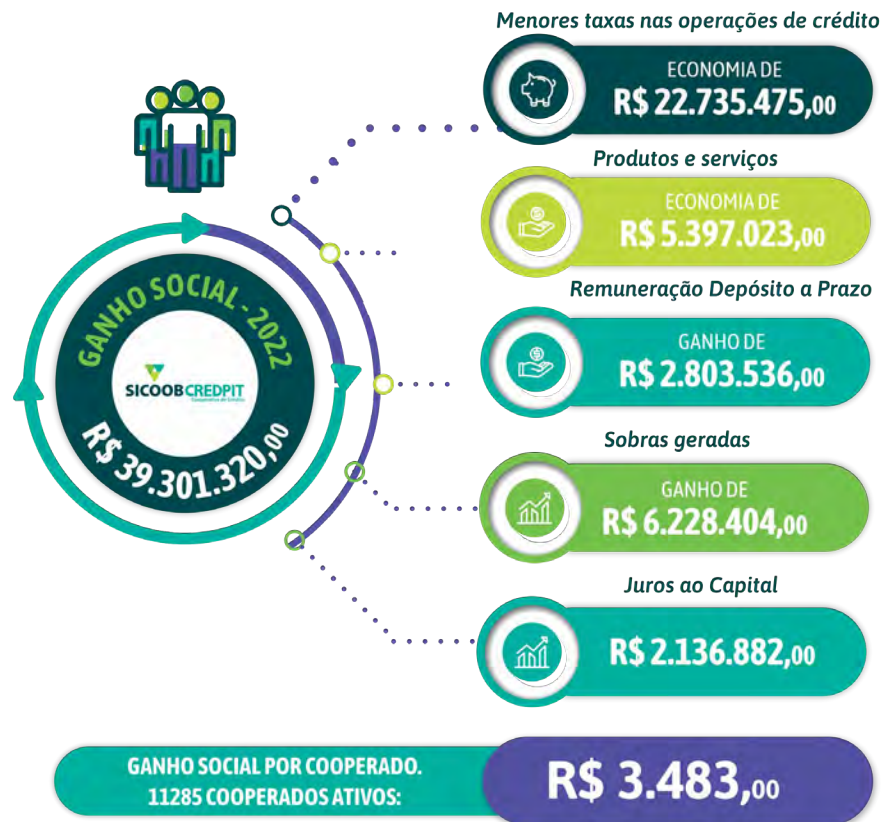 Menores taxas nas operações de crédito
ECONOMIA DE
R$ 22.735.475,00
Produtos e serviços
ECONOMIA DE
R$ 5.397.023,00
Remuneração Depósito a Prazo
GANHO DE
R$ 2.803.536,00
Sobras geradas
GANHO DE
R$ 6.228.404,00
Juros ao Capital
R$ 2.136.882,00
GANHO SOCIAL - 2022
SICOOBCREDPIT
Cooperativa de Crédito
R$ 39.301.320,00
GANHO SOCIAL POR COOPERADO.
11285 COOPERADOS ATIVOS:
R$ 3.483,00